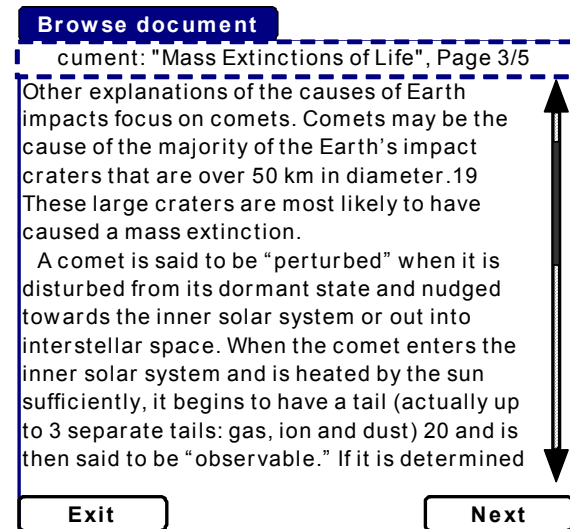 Browse document
cument: "Mass Extinctions of Life", Page 3/5
Other explanations of the causes of Earth
impacts focus on comets. Comets may be the
cause of the majority of the Earth’s impact
craters that are over 50 km in diameter.19
These large craters are most likely to have
caused a mass extinction.
A comet is said to be “perturbed” when it is
disturbed from its dormant state and nudged
towards the inner solar system or out into
interstellar space. When the comet enters the
inner solar system and is heated by the sun
sufficiently, it begins to have a tail (actually up
to 3 separate tails: gas, ion and dust) 20 and is
then said to be “observable.” If it is determined
Exit Next